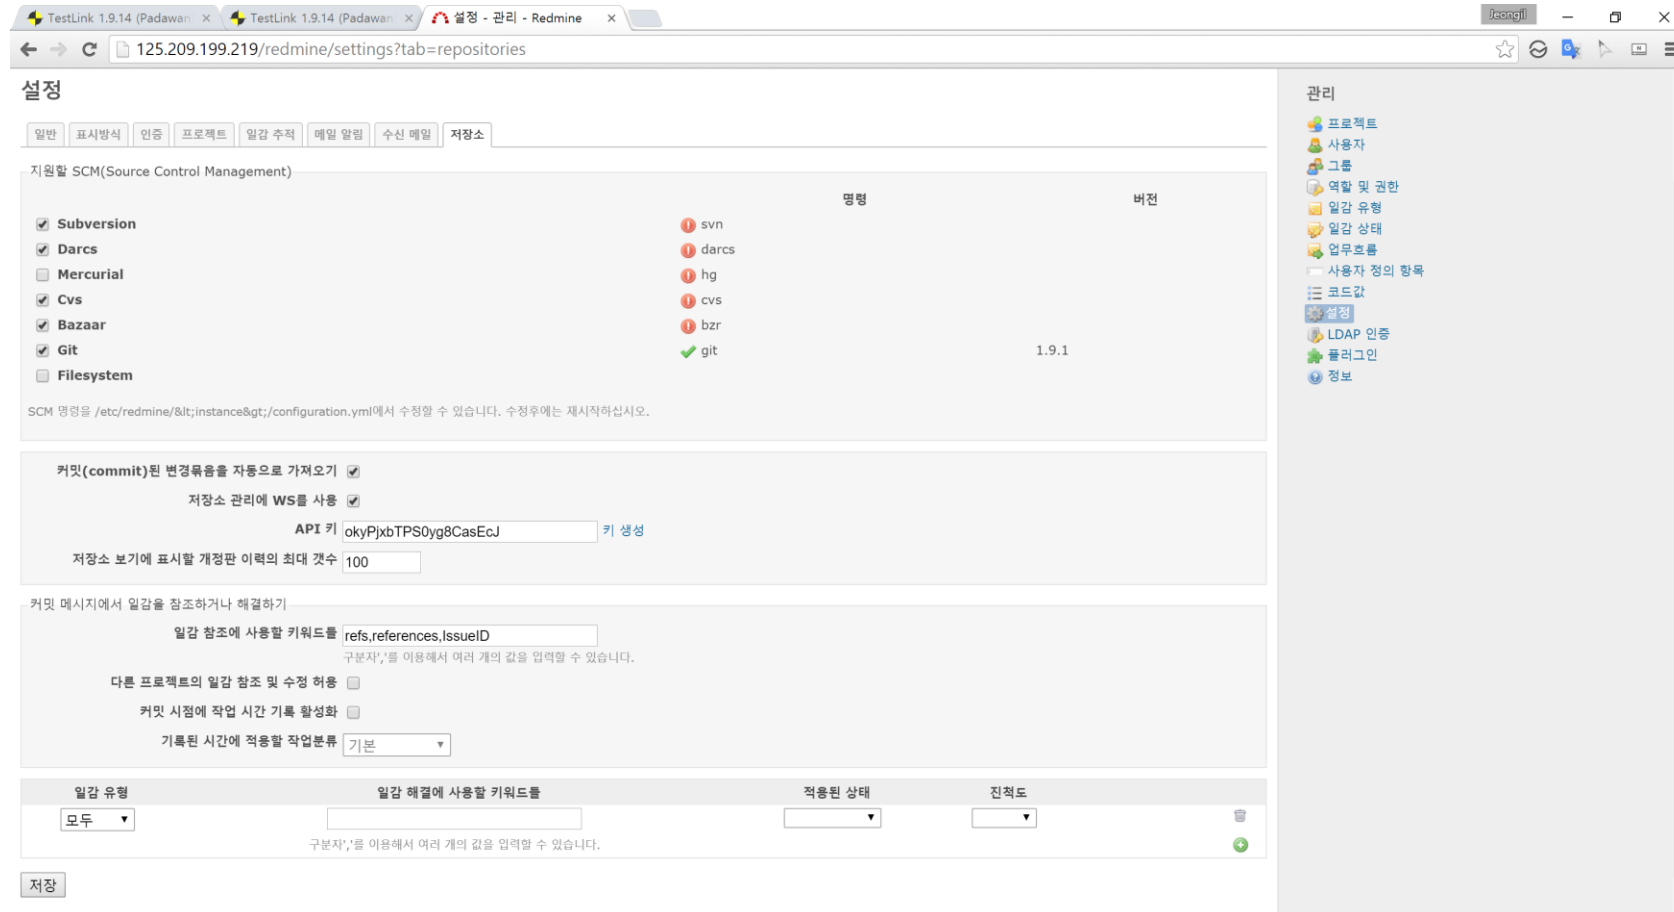 TestLink 1.9.14 (Padawan
TestLink 1.9.14 (Padawan
설정 - 관리 - Redmine
Jeongil
125.209.199.219/redmine/settings?tab=repositories
설정
일반 표시방식 인증 프로젝트 일감 추적 메일 알림 수신 메일 저장소
지원할 SCM(Source Control Management)
명령 버전
Subversion svn
Darcs darcs
Mercurial hg
Cvs cvs
Bazaar bzr
Git git 1.9.1
Filesystem
SCM 명령을 /etc/redmine/&lt;instance&gt;/configuration.yml에서 수정할 수 있습니다. 수정후에는 재시작하십시오.
커밋(commit)된 변경묶음을 자동으로 가져오기
저장소 관리에 WS를 사용
API 키 okyPjxbTPS0yg8CasEcJ 키 생성
저장소 보기에 표시할 개정판 이력의 최대 갯수 100
커밋 메시지에서 일감을 참조하거나 해결하기
일감 참조에 사용할 키워드들 refs,references,IssueID
구분자','를 이용해서 여러 개의 값을 입력할 수 있습니다.
다른 프로젝트의 일감 참조 및 수정 허용
커밋 시점에 작업 시간 기록 활성화
기록된 시간에 적용할 작업분류 기본
일감 유형 일감 해결에 사용할 키워드들 적용된 상태 진척도
모두
구분자','를 이용해서 여러 개의 값을 입력할 수 있습니다.
저장
관리
프로젝트
사용자
그룹
역할 및 권한
일감 유형
일감 상태
업무흐름
사용자 정의 항목
코드값
설정
LDAP 인증
플러그인
정보